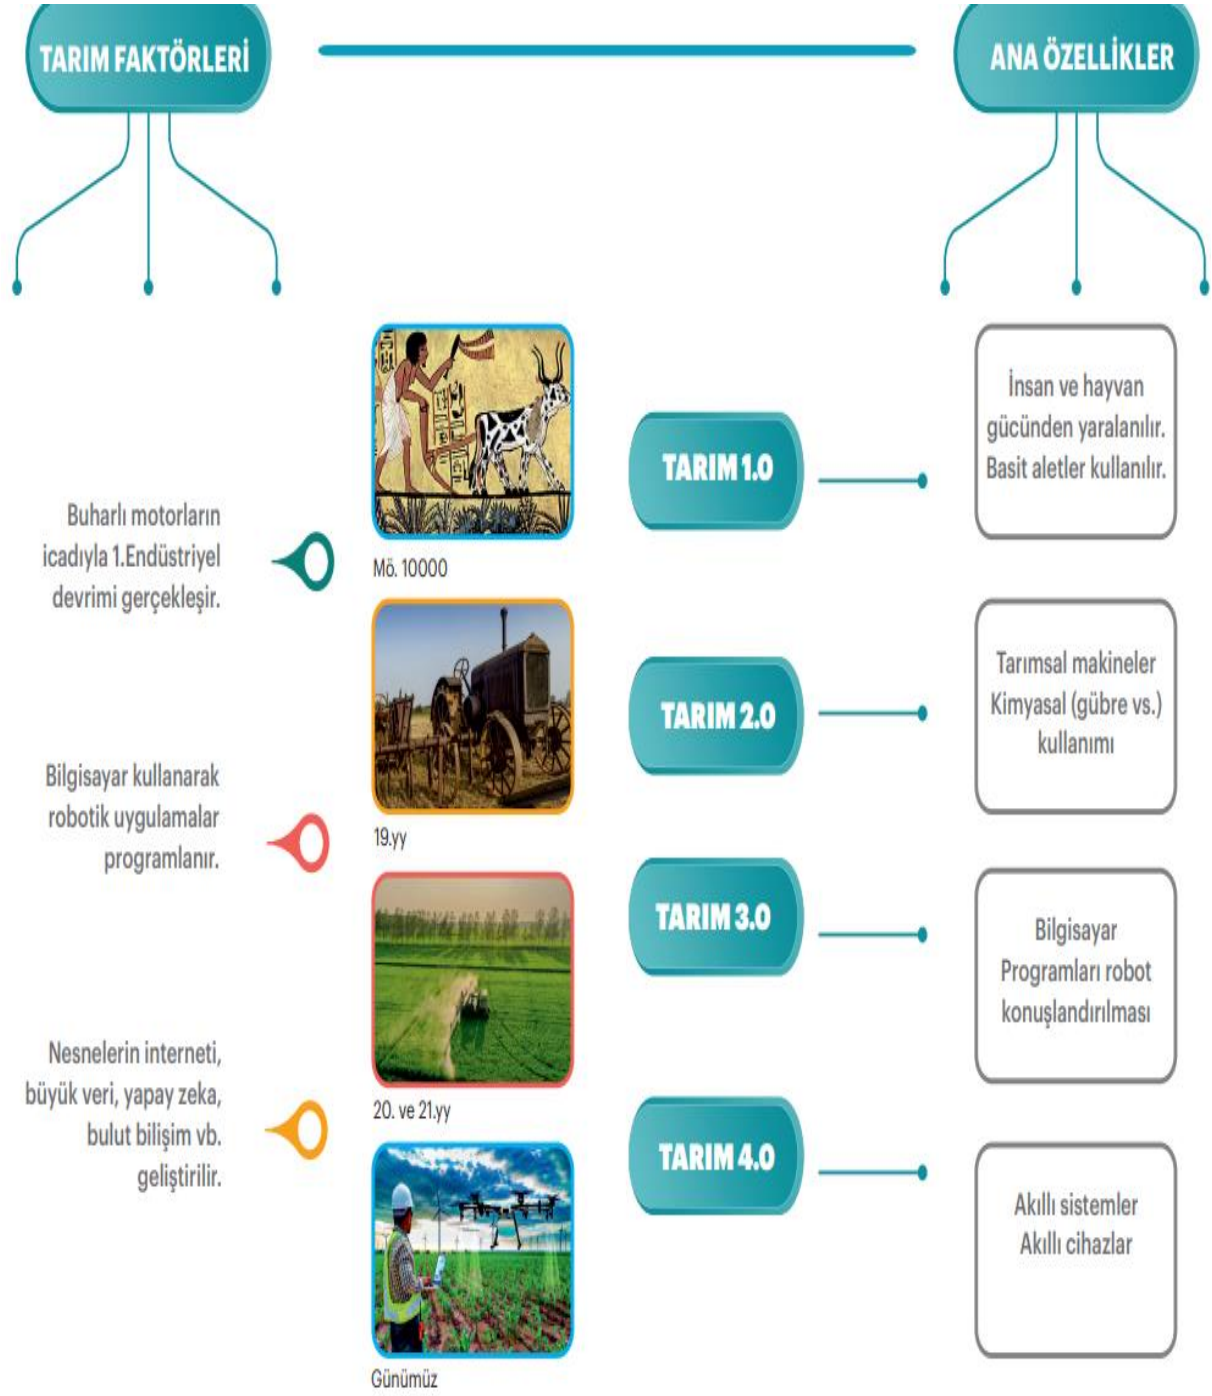 TARIM FAKTÖRLERİ
ANA ÖZELLİKLER
Buharlı motorların
icadıyla 1.Endüstriyel
devrimi gerçekleşir.
Bilgisayar kullanarak
robotik uygulamalar
programlanır.
Nesnelerin interneti,
büyük veri, yapay zeka,
bulut bilişim vb.
geliştirilir.
Mö. 10000
19.yy
20. ve 21.yy
Günümüz
TARIM 1.0
TARIM 2.0
TARIM 3.0
TARIM 4.0
İnsan ve hayvan
gücünden yaralanılır.
Basit aletler kullanılır.
Tarımsal makineler
Kimyasal (gübre vs.)
kullanımı
Bilgisayar
Programları robot
konuşlandırılması
Akıllı sistemler
Akıllı cihazlar